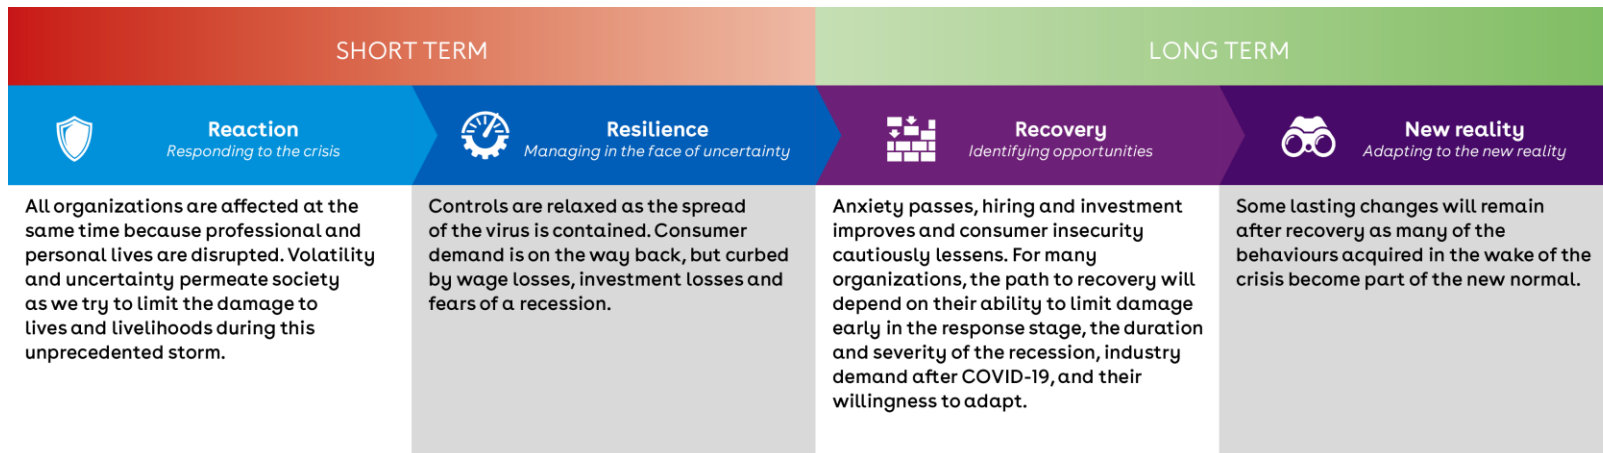 SHORT TERM
LONG TERM
Reaction
Responding to the crisis
Resilience
Managing in the face of uncertainty
Recovery
Identifying opportunities
New reality
Adapting to the new reality
All organizations are affected at the
same time because professional and
personal lives are disrupted. Volatility
and uncertainty permeate society
as we try to limit the damage to
lives and livelihoods during this
unprecedented storm.
Controls are relaxed as the spread
of the virus is contained. Consumer
demand is on the way back, but curbed
by wage losses, investment losses and
fears of a recession.
Anxiety passes, hiring and investment
improves and consumer insecurity
cautiously lessens. For many
organizations, the path to recovery will
depend on their ability to limit damage
early in the response stage, the duration
and severity of the recession, industry
demand after COVID-19, and their
willingness to adapt.
Some lasting changes will remain
after recovery as many of the
behaviours acquired in the wake of the
crisis become part of the new normal.